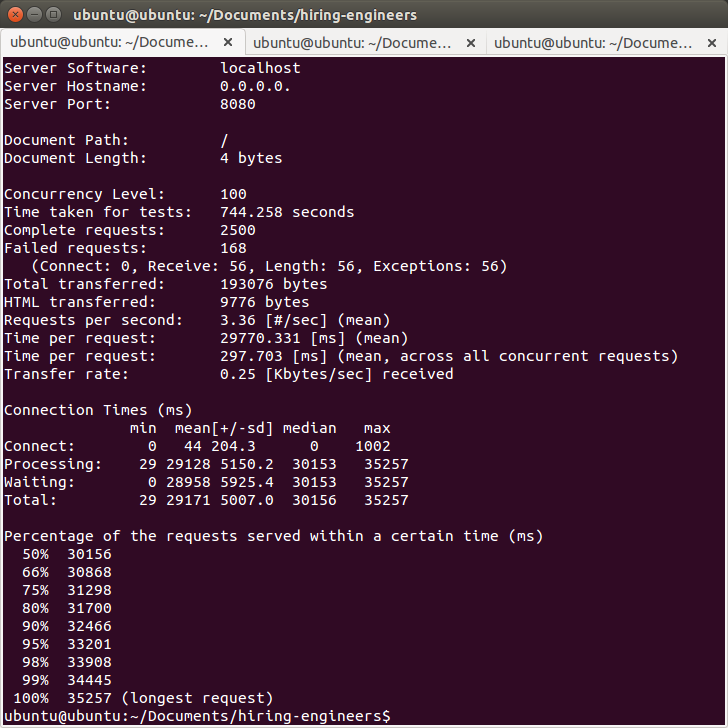 ubuntu@ubuntu: ~/Documents/hiring-engineers
ubuntu@ubuntu: ~/Docume... ubuntu@ubuntu: ~/Docume... ubuntu@ubuntu: ~/Docume...
Server Software:        localhost
Server Hostname:        0.0.0.0.
Server Port:            8080
Document Path:          /
Document Length:        4 bytes
Concurrency Level:      100
Time taken for tests:   744.258 seconds
Complete requests:      2500
Failed requests:        168
   (Connect: 0, Receive: 56, Length: 56, Exceptions: 56)
Total transferred:      193076 bytes
HTML transferred:       9776 bytes
Requests per second:    3.36 [#/sec] (mean)
Time per request:       29770.331 [ms] (mean)
Time per request:       297.703 [ms] (mean, across all concurrent requests)
Transfer rate:          0.25 [Kbytes/sec] received
Connection Times (ms)
              min  mean[+/-sd] median   max
Connect:        0   44 204.3      0    1002
Processing:    29 29128 5150.2  30153   35257
Waiting:        0 28958 5925.4  30153   35257
Total:         29 29171 5007.0  30156   35257
Percentage of the requests served within a certain time (ms)
  50%  30156
  66%  30868
  75%  31298
  80%  31700
  90%  32466
  95%  33201
  98%  33908
  99%  34445
 100%  35257 (longest request)
ubuntu@ubuntu:~/Documents/hiring-engineers$